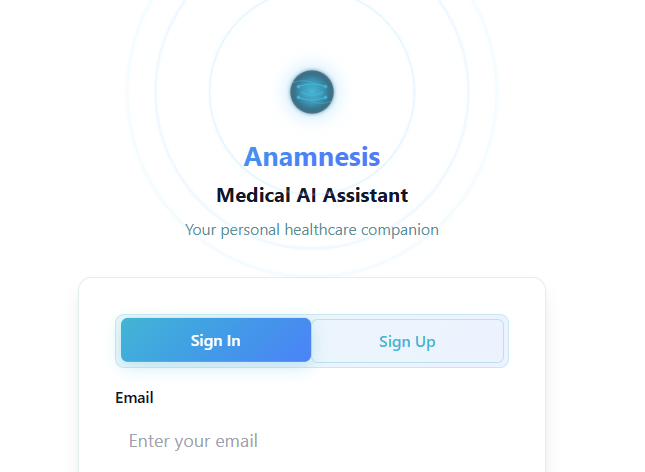 Anamnesis
Medical AI Assistant
Your personal healthcare companion
Sign In
Sign Up
Email
Enter your email